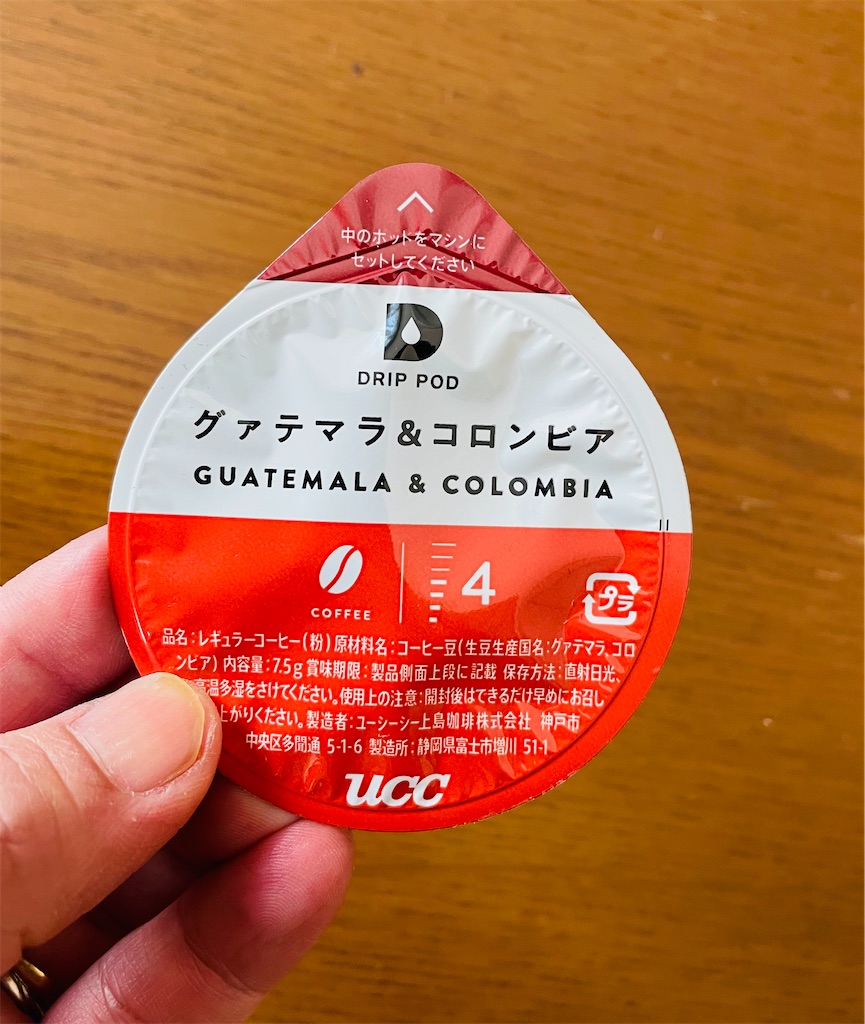 中のポットをマシンに
セットしてください
DRIP POD
グァテマラ&コロンビア
GUATEMALA & COLOMBIA
COFFEE
4
プラ
品名：レギュラーコーヒー(粉) 原材料名：コーヒー豆(生豆生産国名：グァテマラ、コロ
ンビア) 内容量：7.5g 賞味期限：製品側面上段に記載 保存方法：直射日光、
高温多湿をさけてください。使用上の注意：開封後はできるだけ早めにお召し
上がりください。製造者：ユーシーシー上島珈琲株式会社 神戸市
中央区多聞通 5-1-6 製造所：静岡県富士市増川 51-1
UCC